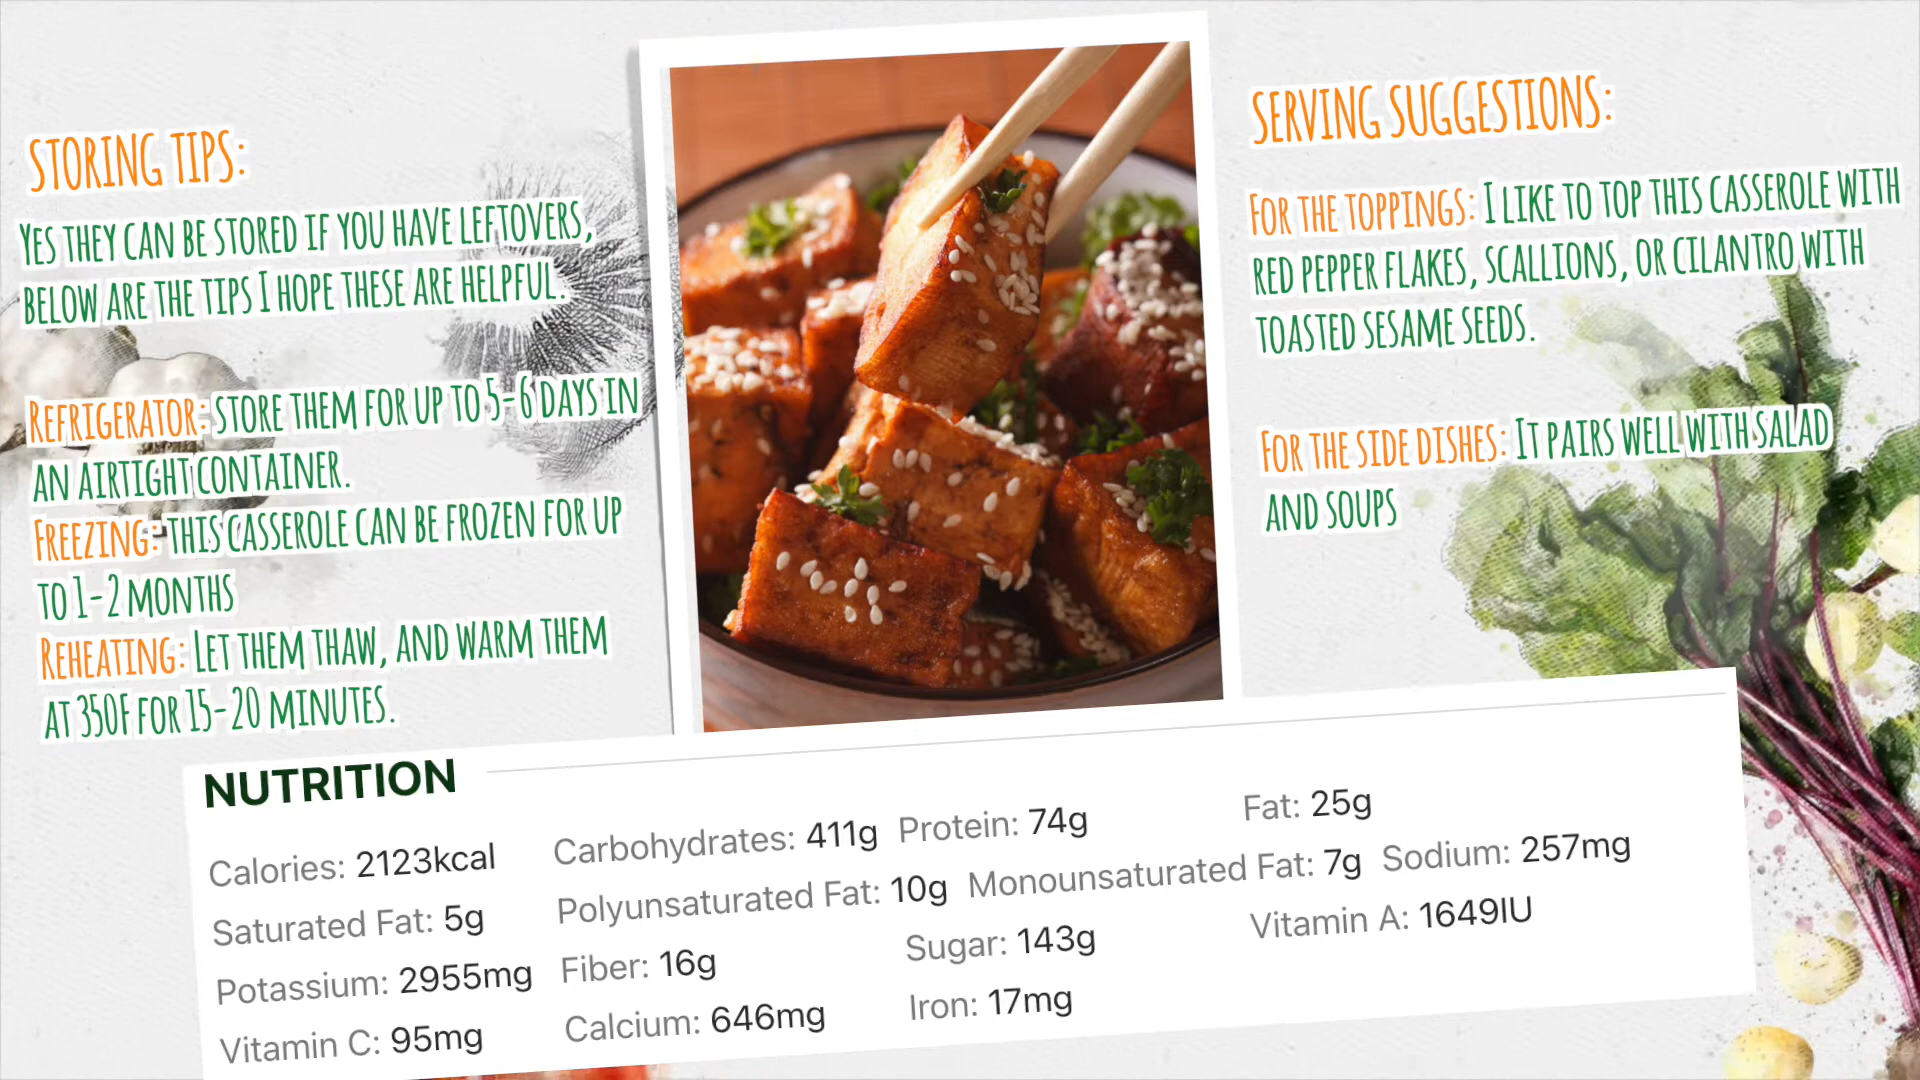 STORING TIPS:
YES THEY CAN BE STORED IF YOU HAVE LEFTOVERS,
BELOW ARE THE TIPS I HOPE THESE ARE HELPFUL.
REFRIGERATOR: STORE THEM FOR UP TO 5-6 DAYS IN
AN AIRTIGHT CONTAINER.
FREEZING: THIS CASSEROLE CAN BE FROZEN FOR UP
TO 1-2 MONTHS
REHEATING: LET THEM THAW, AND WARM THEM
AT 350F FOR 15-20 MINUTES.
SERVING SUGGESTIONS:
FOR THE TOPPINGS: I LIKE TO TOP THIS CASSEROLE WITH
RED PEPPER FLAKES, SCALLIONS, OR CILANTRO WITH
TOASTED SESAME SEEDS.
FOR THE SIDE DISHES: IT PAIRS WELL WITH SALAD
AND SOUPS
NUTRITION
Calories: 2123kcal Carbohydrates: 411g Protein: 74g Fat: 25g
Saturated Fat: 5g Polyunsaturated Fat: 10g Monounsaturated Fat: 7g Sodium: 257mg
Potassium: 2955mg Fiber: 16g Sugar: 143g Vitamin A: 1649IU
Vitamin C: 95mg Calcium: 646mg Iron: 17mg